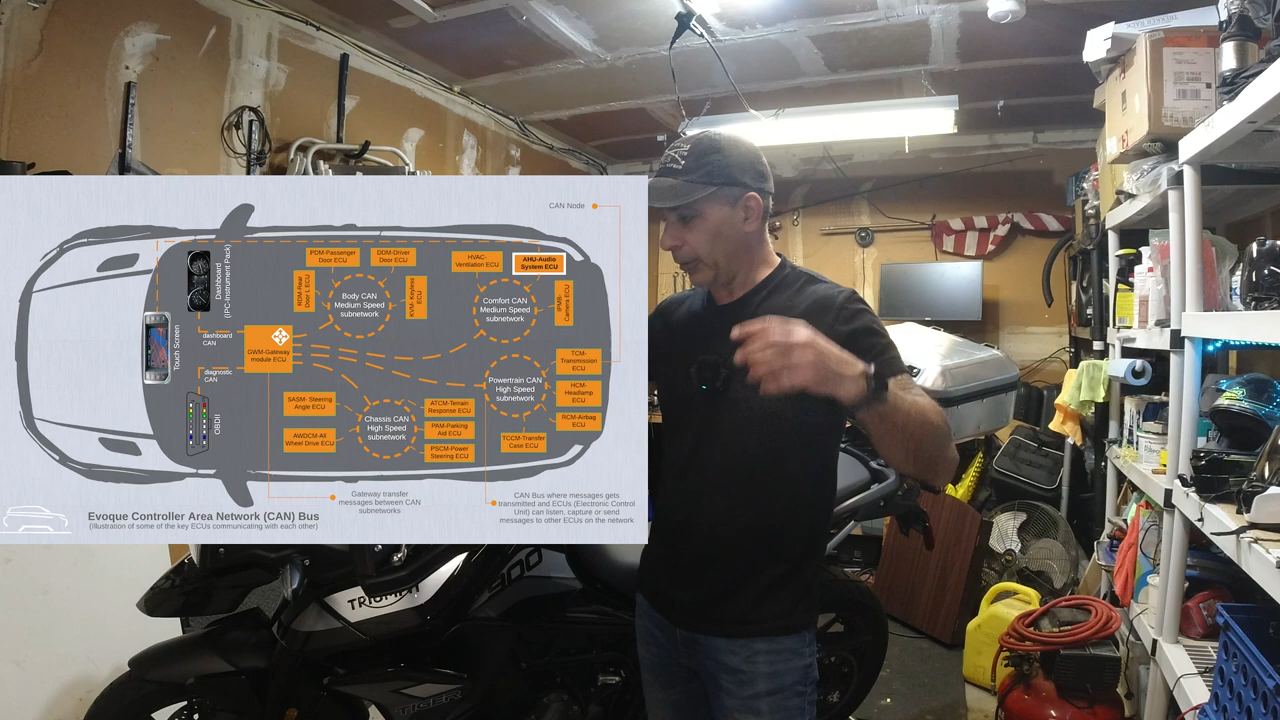 CAN Node
PDM-Passenger
Door ECU
DDM-Driver
Door ECU
HVAC-
Ventilation ECU
AHU-Audio
System ECU
Dashboard
(IPC-Instrument Pack)
RDM-Rear
Door L ECU
Body CAN
Medium Speed
subnetwork
KVM- Keyless
ECU
Comfort CAN
Medium Speed
subnetwork
IPMB-
Camera ECU
Touch Screen
dashboard
CAN
GWM-Gateway
module ECU
diagnostic
CAN
TCM-
Transmission
ECU
Powertrain CAN
High Speed
subnetwork
HCM-
Headlamp
ECU
RCM-Airbag
ECU
TCCM-Transfer
Case ECU
OBDII
SASM- Steering
Angle ECU
AWDCM-All
Wheel Drive ECU
Chassis CAN
High Speed
subnetwork
ATCM-Terrain
Response ECU
PAM-Parking
Aid ECU
PSCM-Power
Steering ECU
Gateway transfer
messages between CAN
subnetworks
CAN Bus where messages gets
transmitted and ECUs (Electronic Control
Unit) can listen, capture or send
messages to other ECUs on the network
Evoque Controller Area Network (CAN) Bus
(Illustration of some of the key ECUs communicating with each other)
TRIUMPH
900
TIGER